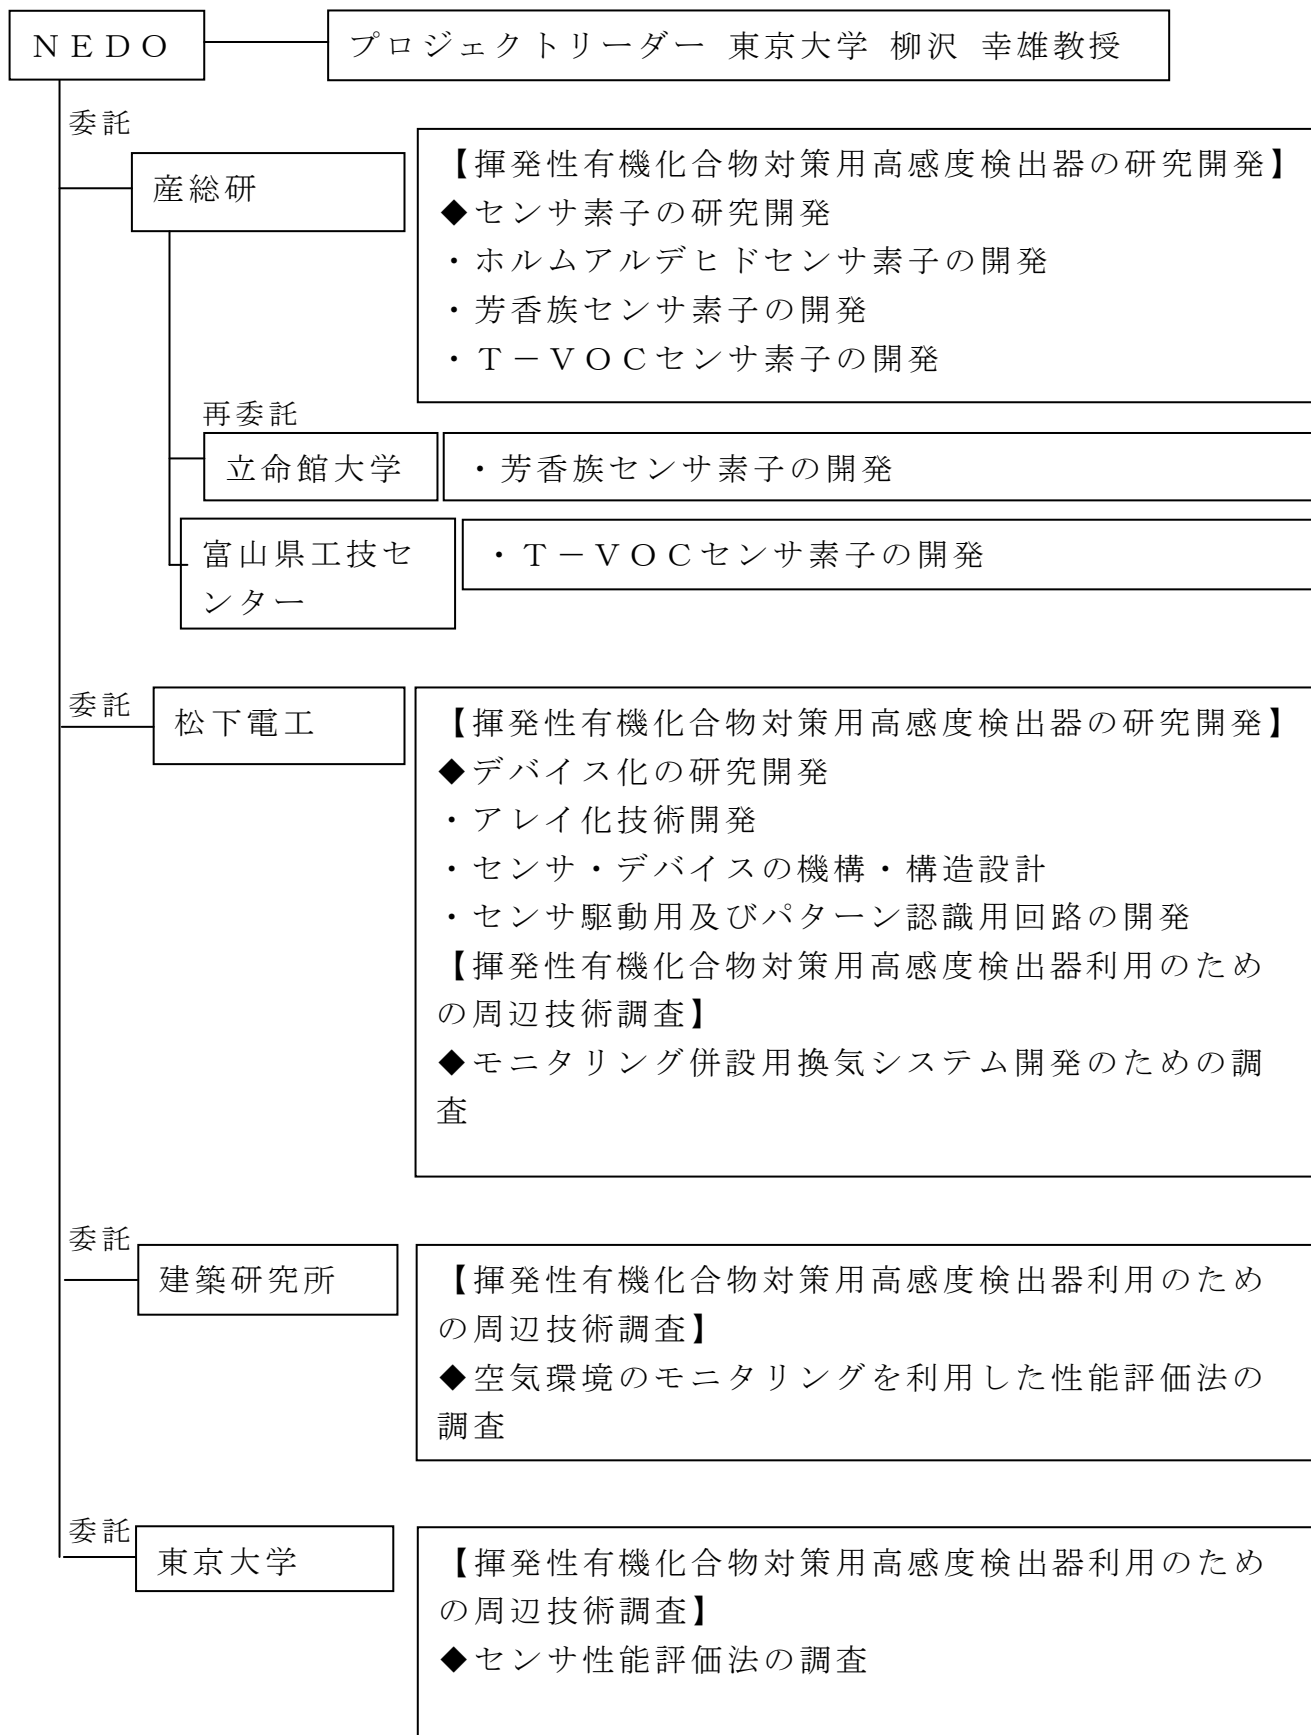 ＮＥＤＯ
プロジェクトリーダー 東京大学 柳沢 幸雄教授
委託
産総研
【揮発性有機化合物対策用高感度検出器の研究開発】
◆センサ素子の研究開発
・ホルムアルデヒドセンサ素子の開発
・芳香族センサ素子の開発
・Ｔ－ＶＯＣセンサ素子の開発
再委託
立命館大学
・芳香族センサ素子の開発
富山県工技セ
ンター
・Ｔ－ＶＯＣセンサ素子の開発
委託
松下電工
【揮発性有機化合物対策用高感度検出器の研究開発】
◆デバイス化の研究開発
・アレイ化技術開発
・センサ・デバイスの機構・構造設計
・センサ駆動用及びパターン認識用回路の開発
【揮発性有機化合物対策用高感度検出器利用のため
の周辺技術調査】
◆モニタリング併設用換気システム開発のための調
査
委託
建築研究所
【揮発性有機化合物対策用高感度検出器利用のため
の周辺技術調査】
◆空気環境のモニタリングを利用した性能評価法の
調査
委託
東京大学
【揮発性有機化合物対策用高感度検出器利用のため
の周辺技術調査】
◆センサ性能評価法の調査